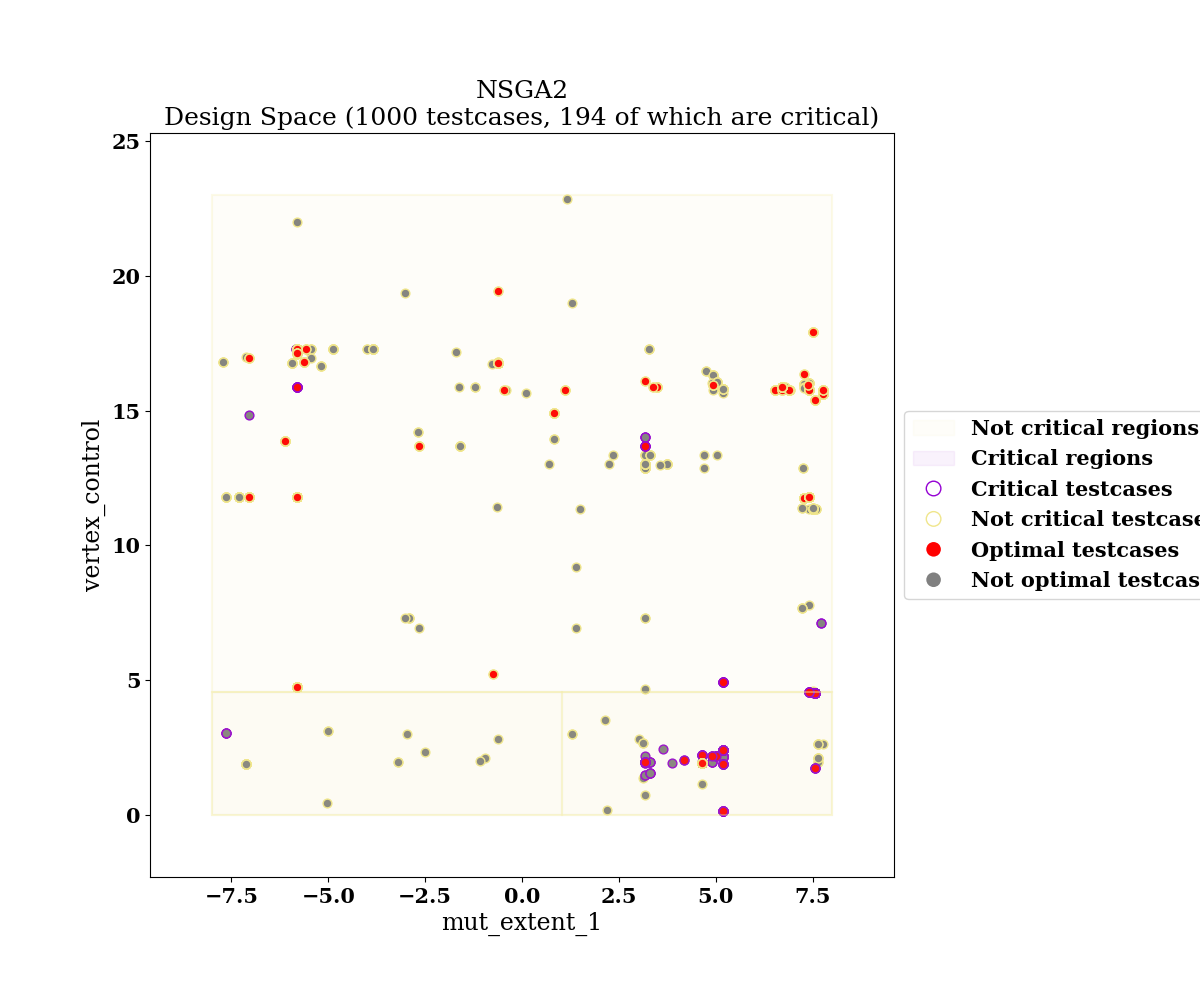 NSGA2
Design Space (1000 testcases, 194 of which are critical)
25
20
15
10
5
0
vertex_control
−7.5 −5.0 −2.5 0.0 2.5 5.0 7.5
mut_extent_1
Not critical regions
Critical regions
Critical testcases
Not critical testcase
Optimal testcases
Not optimal testcas